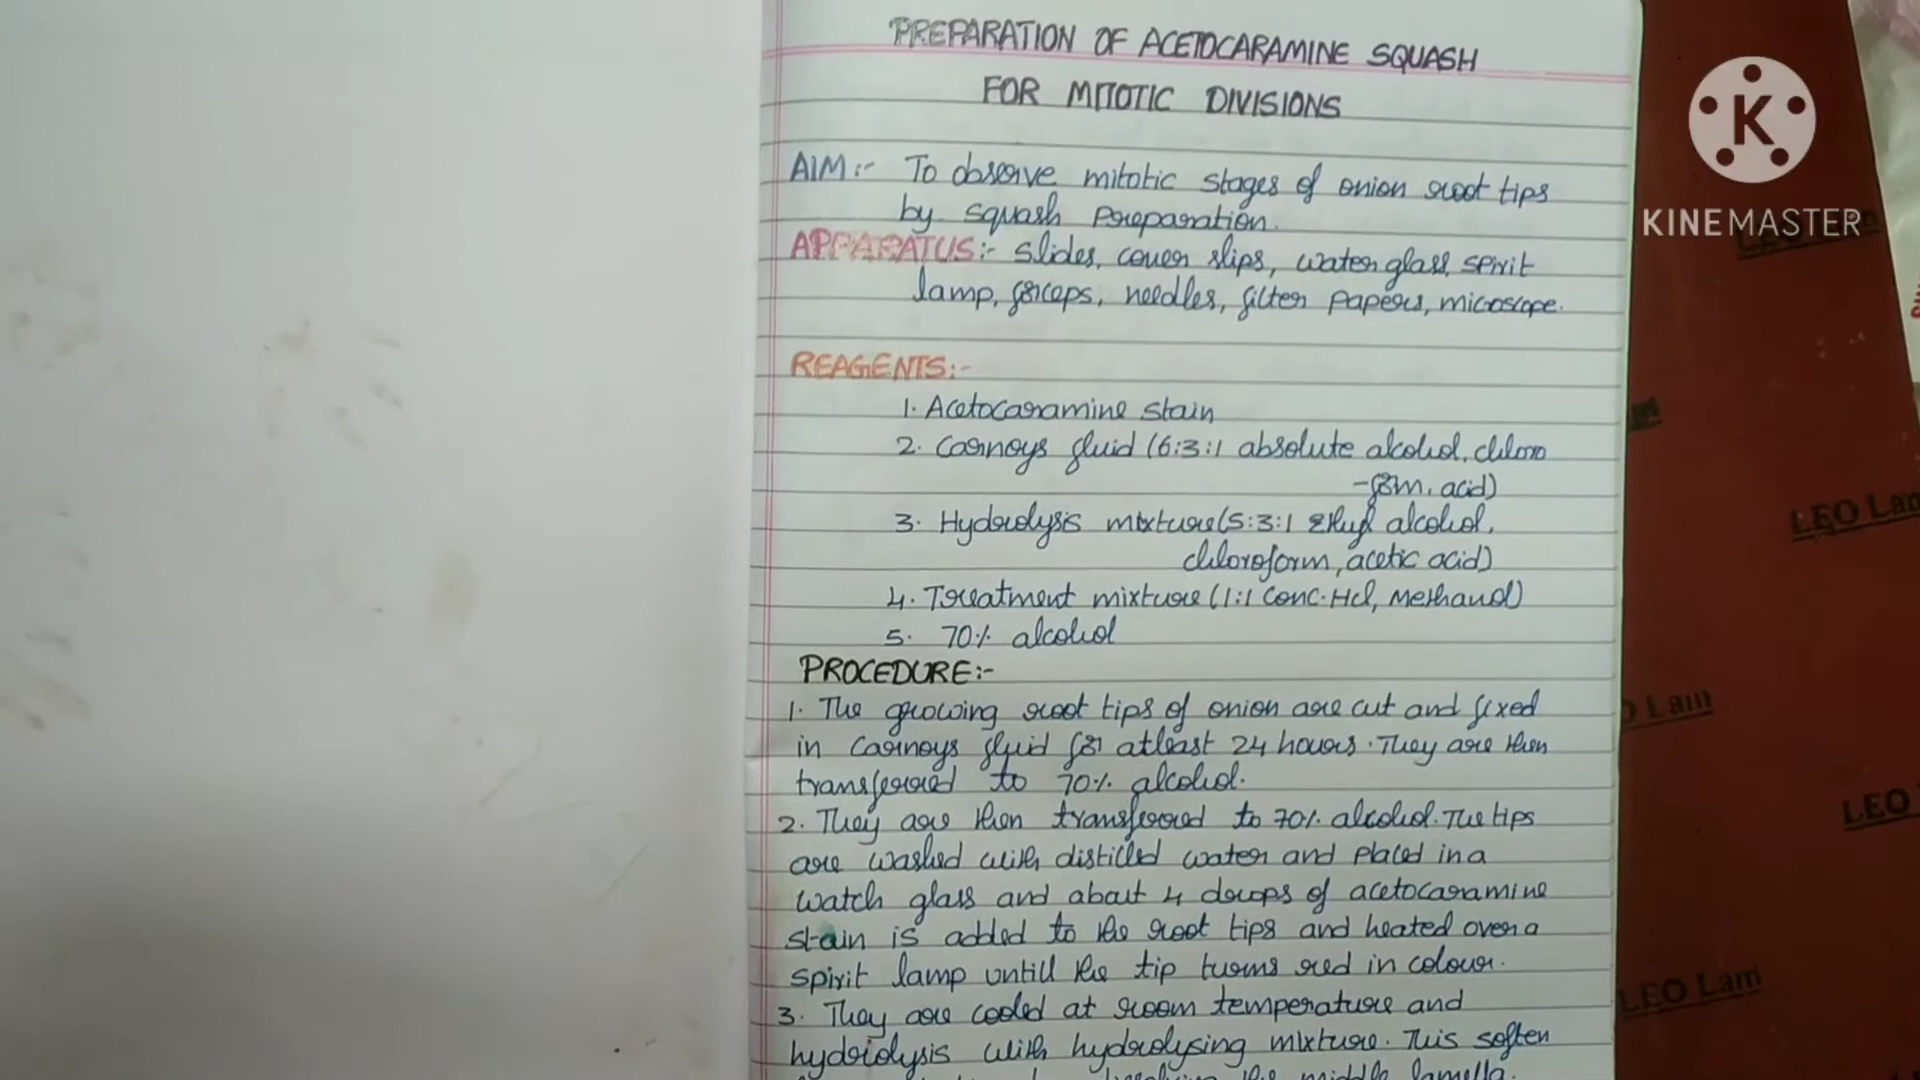 PREPARATION OF ACETOCARAMINE SQUASH
FOR MITOTIC DIVISIONS
AIM:- To observe mitotic stages of onion root tips
by squash preparation.
APPARATUS:- slides, cover slips, water glass, spirit
lamp, forceps, needles, filter papers, microscope.
REAGENTS:-
1. Acetocaramine stain
2. Carnoys fluid (6:3:1 absolute alcohol, chloro
-form, acid)
3. Hydrolysis mixture (5:3:1 Ethyl alcohol,
chloroform, acetic acid)
4. Treatment mixture (1:1 conc. Hcl, Methanol)
5. 70% alcohol
PROCEDURE:-
1. The growing root tips of onion are cut and fixed
in carnoys fluid for atleast 24 hours. They are then
transferred to 70% alcohol.
2. They are then transferred to 70% alcohol. The tips
are washed with distilled water and placed in a
watch glass and about 4 drops of acetocaramine
stain is added to the root tips and heated over a
spirit lamp untill the tip turns red in colour.
3. They are cooled at room temperature and
hydrolysis with hydrolysing mixture. This soften
the middle lamella.
KINEMASTER
K
LEO Lam
LEO Lam
LEO
LEO Lam